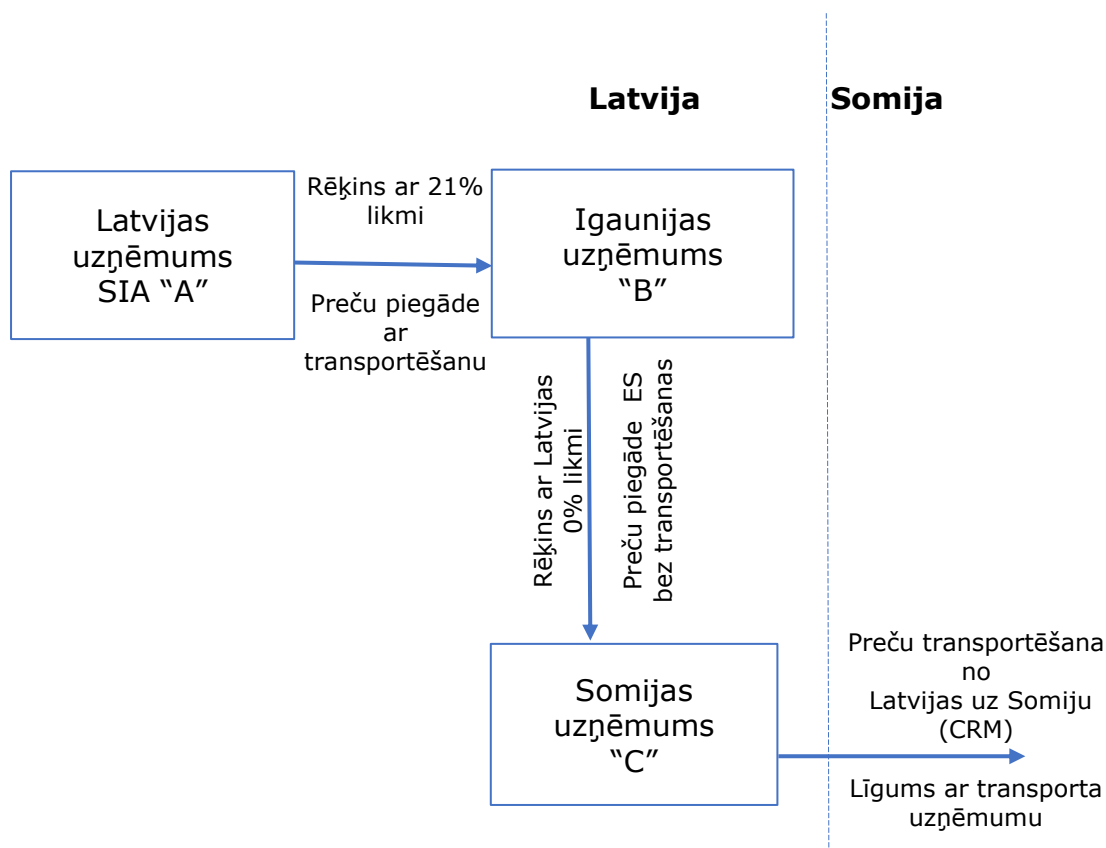 Latvija
Somija
Rēķins ar 21%
likmi
Latvijas
uzņēmums
SIA “A”
Igaunijas
uzņēmums
“B”
Preču piegāde
ar
transportēšanu
Rēķins ar Latvijas
0% likmi
Preču piegāde ES
bez transportēšanas
Somijas
uzņēmums
“C”
Preču transportēšana
no
Latvijas uz Somiju
(CRM)
Līgums ar transporta
uzņēmumu